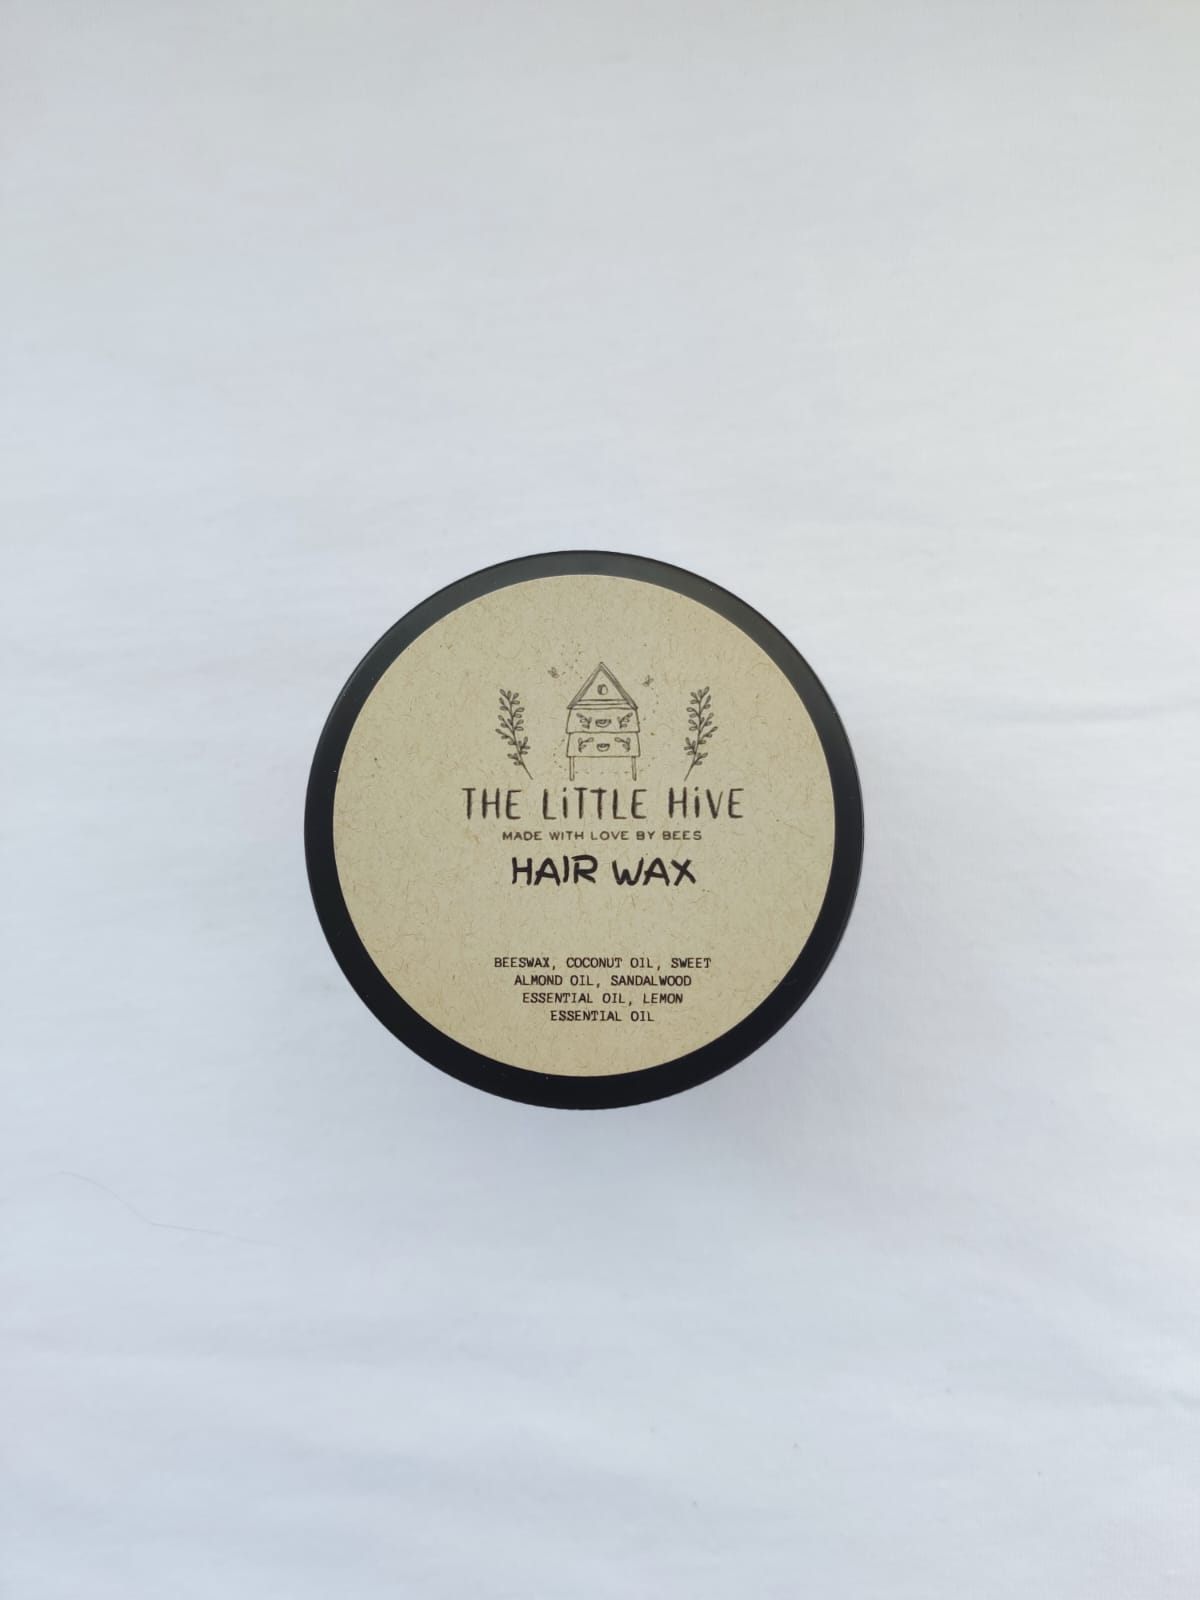 THE LiTTLE HiVE
MADE WITH LOVE BY BEES
HAIR WAX
BEESWAX, COCONUT OIL, SWEET
ALMOND OIL, SANDALWOOD
ESSENTIAL OIL, LEMON
ESSENTIAL OIL